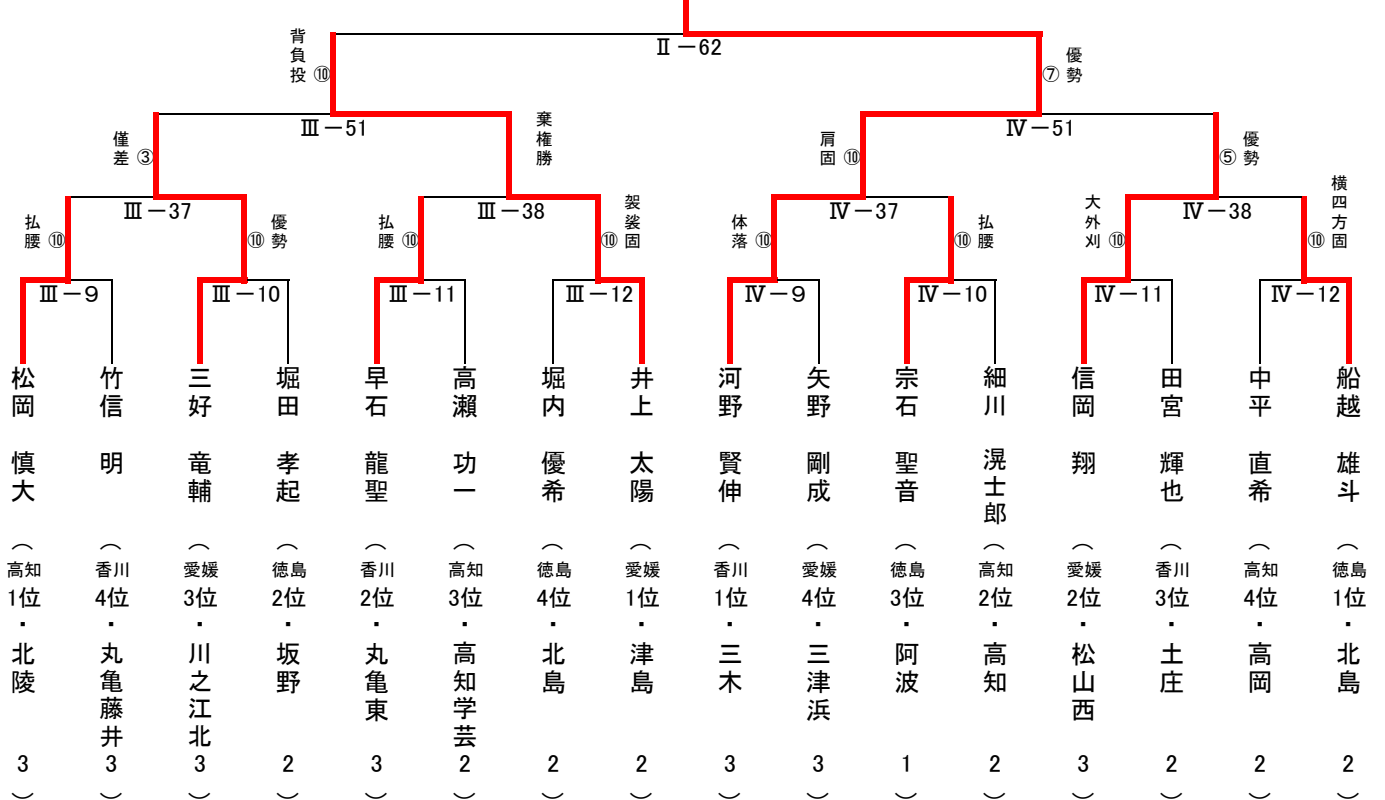 Ⅱ－62
背負投 ⑩
⑦ 優勢
Ⅲ－51
Ⅳ－51
僅差 ③
棄権勝
肩固 ⑩
⑤ 優勢
Ⅲ－37
Ⅲ－38
Ⅳ－37
Ⅳ－38
払腰 ⑩
⑩ 優勢
払腰 ⑩
⑩ 袈裟固
体落 ⑩
⑩ 払腰
大外刈 ⑩
⑩ 横四方固
Ⅲ－9
Ⅲ－10
Ⅲ－11
Ⅲ－12
Ⅳ－9
Ⅳ－10
Ⅳ－11
Ⅳ－12
松岡 慎大 （高知1位・北陵 3）
竹信 明 （香川4位・丸亀藤井 3）
三好 竜輔 （愛媛3位・川之江北 3）
堀田 孝起 （徳島2位・坂野 2）
早石 龍聖 （香川2位・丸亀東 3）
高瀬 功一 （高知3位・高知学芸 2）
堀内 優希 （徳島4位・北島 2）
井上 太陽 （愛媛1位・津島 2）
河野 賢伸 （香川1位・三木 3）
矢野 剛成 （愛媛4位・三津浜 3）
宗石 聖音 （徳島3位・阿波 1）
細川 滉士郎 （高知2位・高知 2）
信岡 翔 （愛媛2位・松山西 3）
田宮 輝也 （香川3位・土庄 2）
中平 直希 （高知4位・高岡 2）
船越 雄斗 （徳島1位・北島 2）